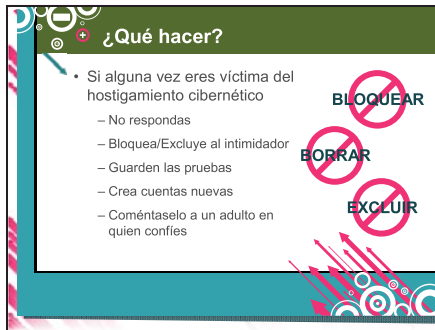 ¿Qué hacer?
• Si alguna vez eres víctima del
hostigamiento cibernético
– No respondas
– Bloquea/Excluye al intimidador
– Guarden las pruebas
– Crea cuentas nuevas
– Coméntaselo a un adulto en
quien confíes
BLOQUEAR
BORRAR
EXCLUIR